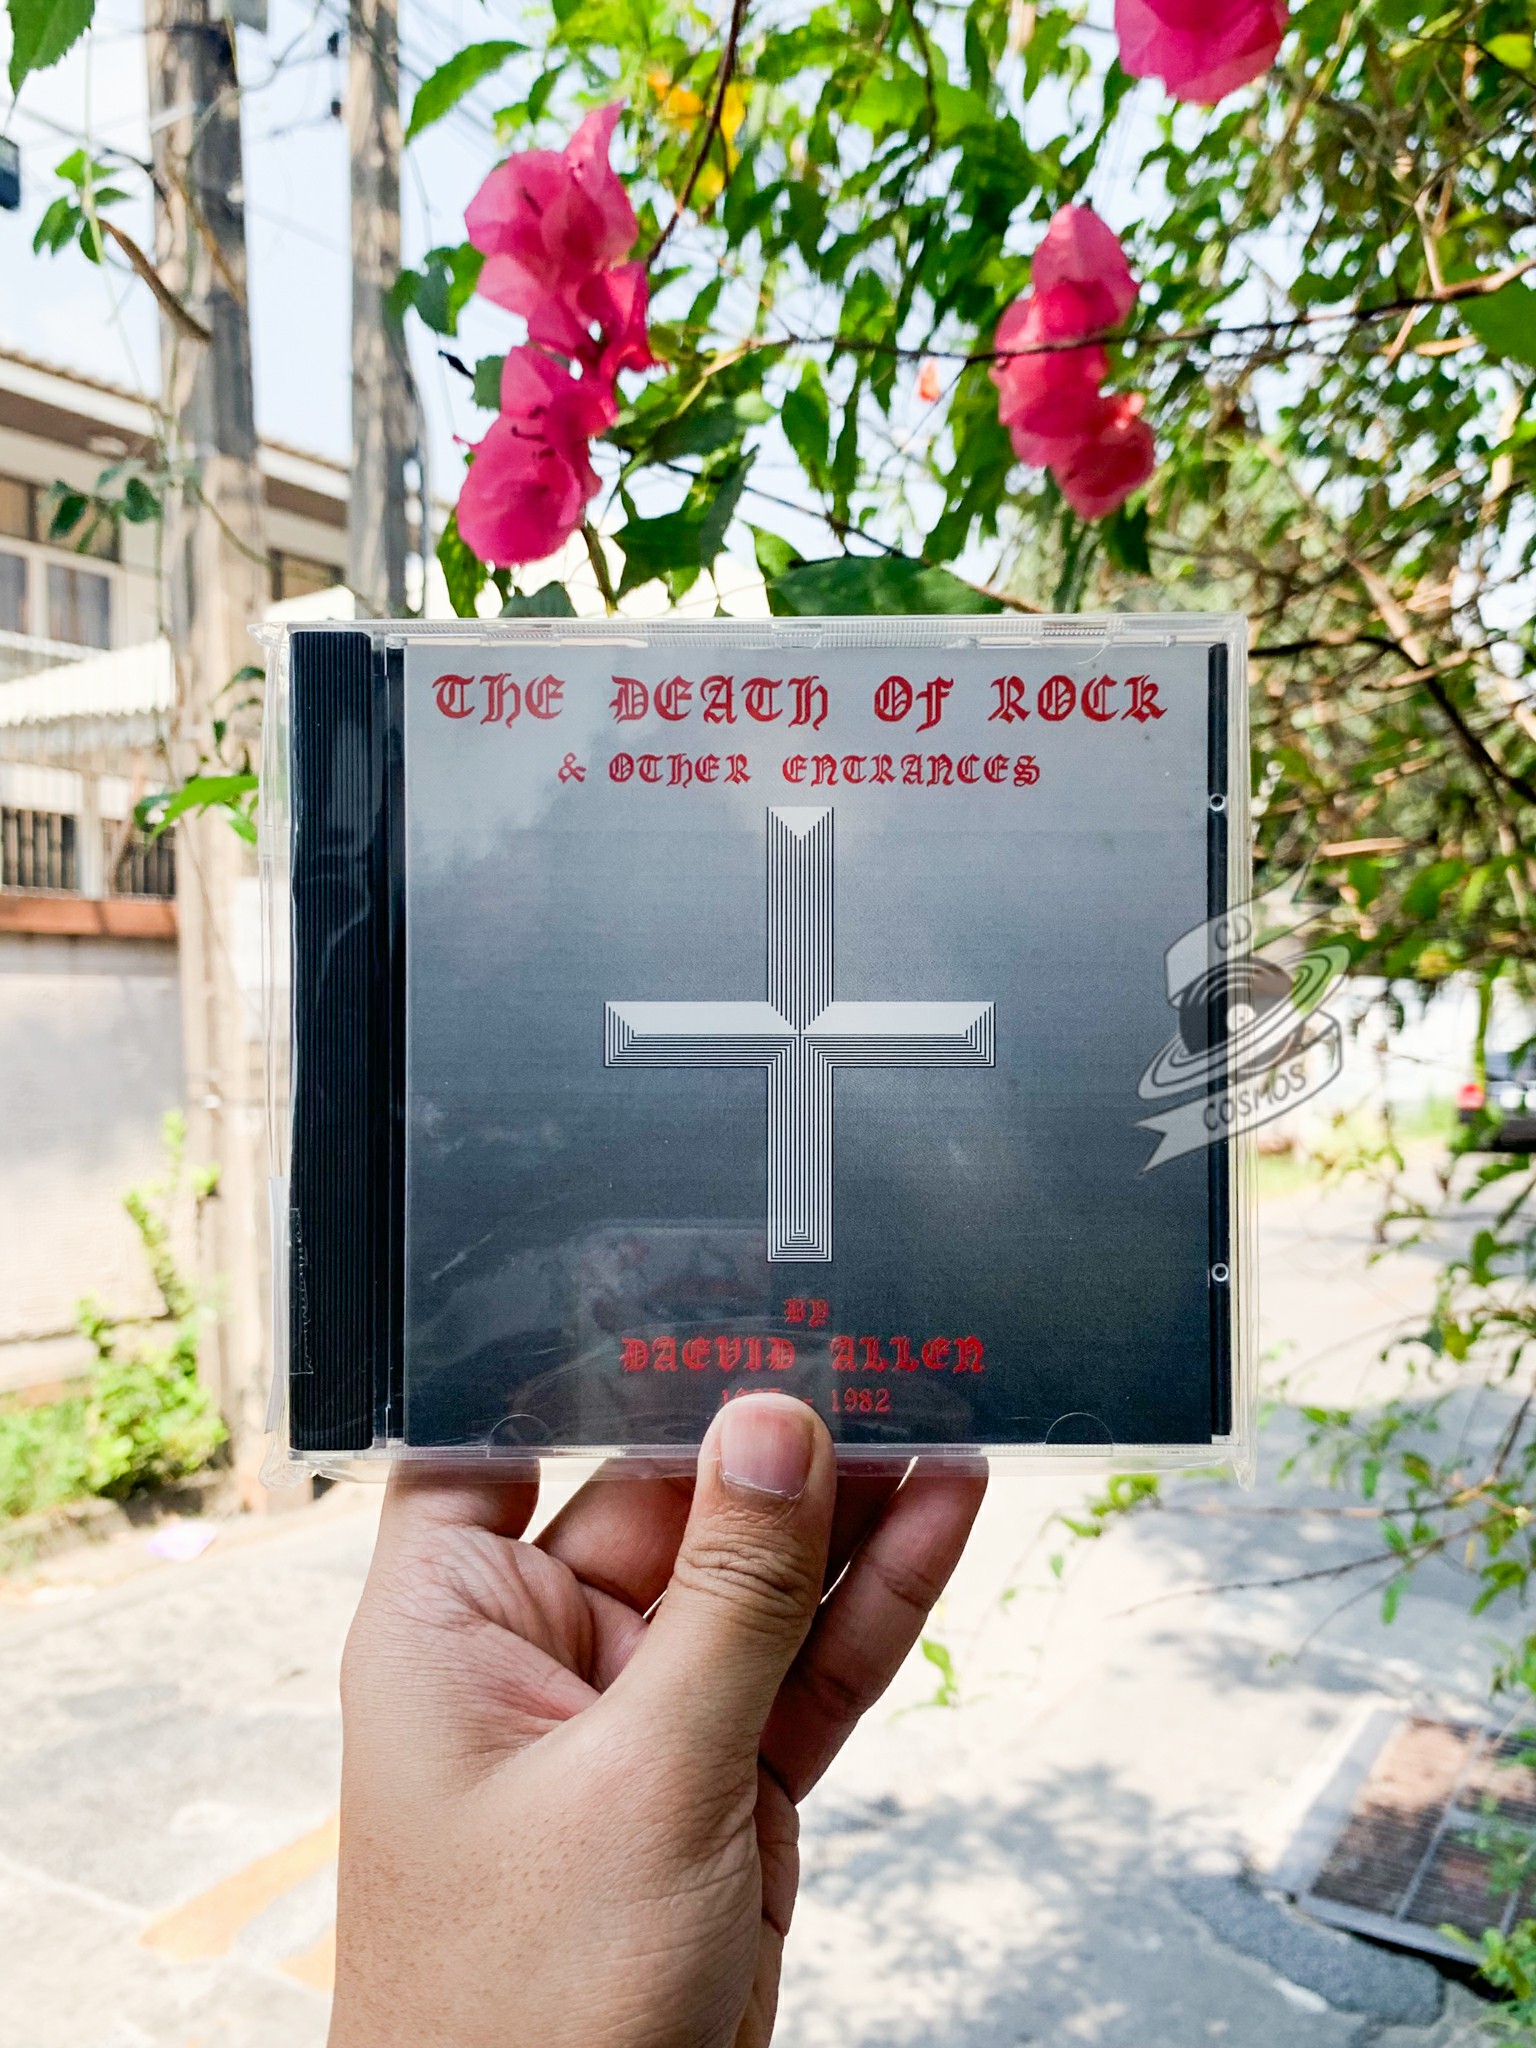 THE DEATH OF ROCK
& OTHER ENTRANCES
BY
DAEVID ALLEN
- 1982
CD
COSMOS